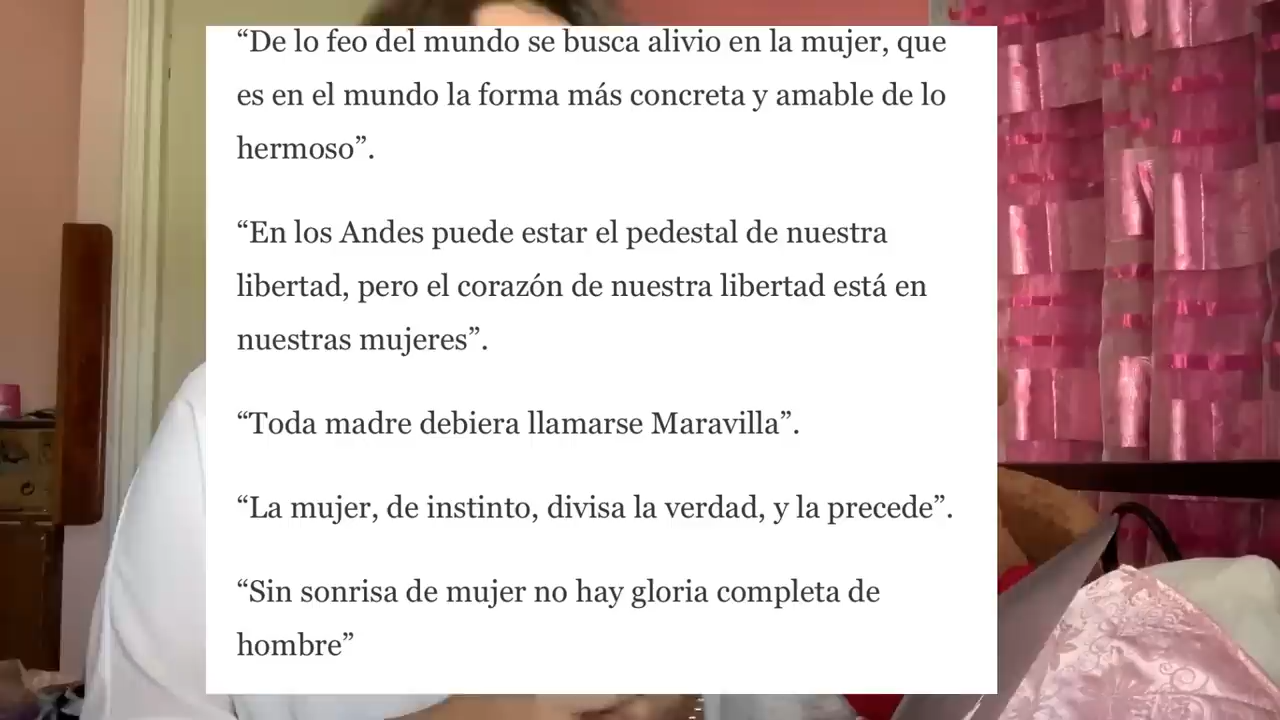 “De lo feo del mundo se busca alivio en la mujer, que
es en el mundo la forma más concreta y amable de lo
hermoso”.
“En los Andes puede estar el pedestal de nuestra
libertad, pero el corazón de nuestra libertad está en
nuestras mujeres”.
“Toda madre debiera llamarse Maravilla”.
“La mujer, de instinto, divisa la verdad, y la precede”.
“Sin sonrisa de mujer no hay gloria completa de
hombre”